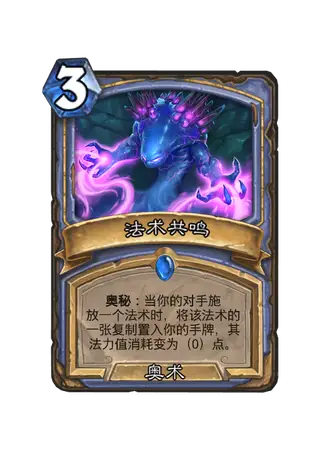 3
法术共鸣
奥秘：当你的对手施
放一个法术时，将该法术的
一张复制置入你的手牌，其
法力值消耗变为（0）点。
奥术